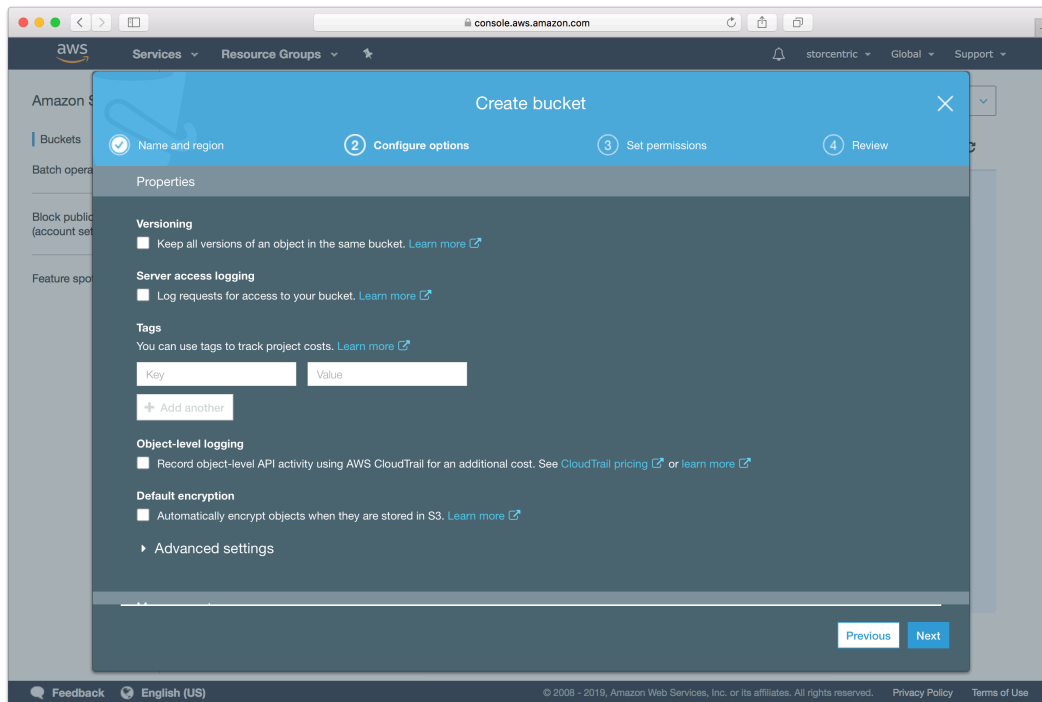 console.aws.amazon.com
aws
Services
Resource Groups
storcentric
Global
Support
Amazon S
Buckets
Batch opera
Block public
(account set
Feature spo
Create bucket
Name and region
2 Configure options
3 Set permissions
4 Review
Properties
Versioning
Keep all versions of an object in the same bucket. Learn more
Server access logging
Log requests for access to your bucket. Learn more
Tags
You can use tags to track project costs. Learn more
Key
Value
+ Add another
Object-level logging
Record object-level API activity using AWS CloudTrail for an additional cost. See CloudTrail pricing or learn more
Default encryption
Automatically encrypt objects when they are stored in S3. Learn more
Advanced settings
Previous
Next
Feedback
English (US)
© 2008 - 2019, Amazon Web Services, Inc. or its affiliates. All rights reserved.
Privacy Policy
Terms of Use